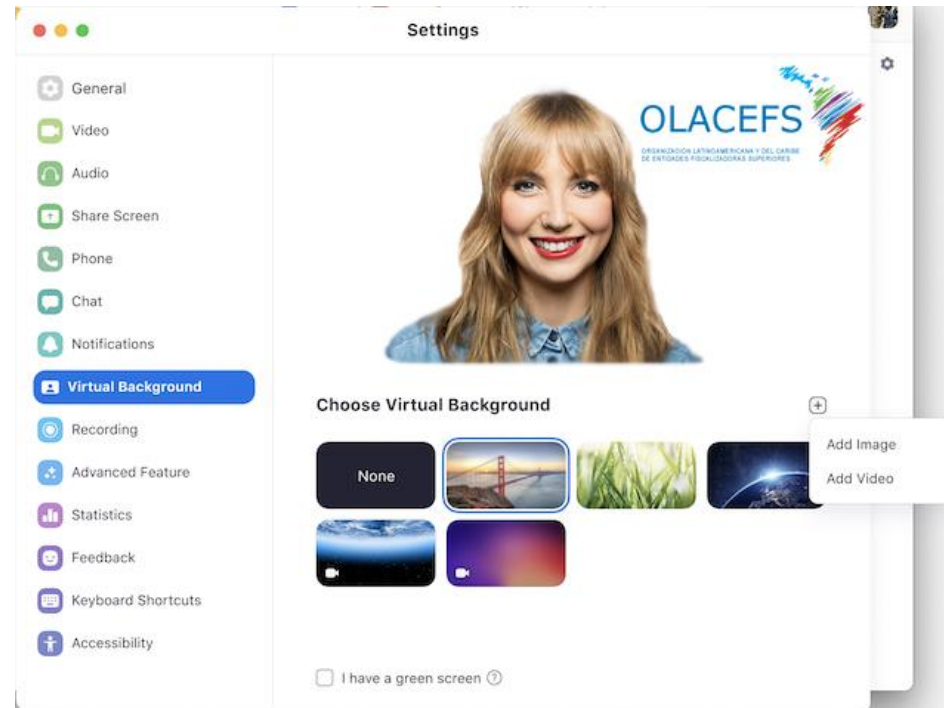 Settings
General
Video
Audio
Share Screen
Phone
Chat
Notifications
Virtual Background
Recording
Advanced Feature
Statistics
Feedback
Keyboard Shortcuts
Accessibility
OLACEFS
ORGANIZACIÓN LATINOAMERICANA Y DEL CARIBE
DE ENTIDADES FISCALIZADORAS SUPERIORES
Choose Virtual Background
Add Image
Add Video
None
I have a green screen